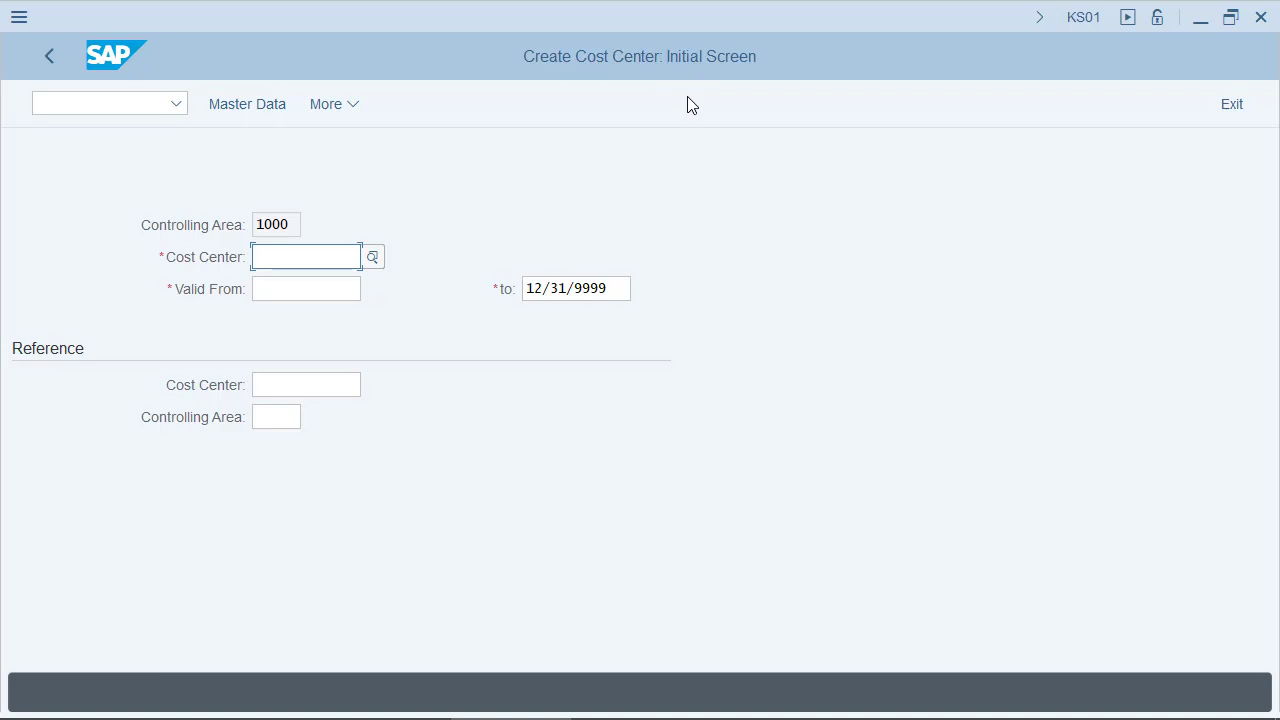 KS01
SAP
Create Cost Center: Initial Screen
Master Data More Exit
Controlling Area: 1000
*Cost Center:
*Valid From: *to: 12/31/9999
Reference
Cost Center:
Controlling Area: